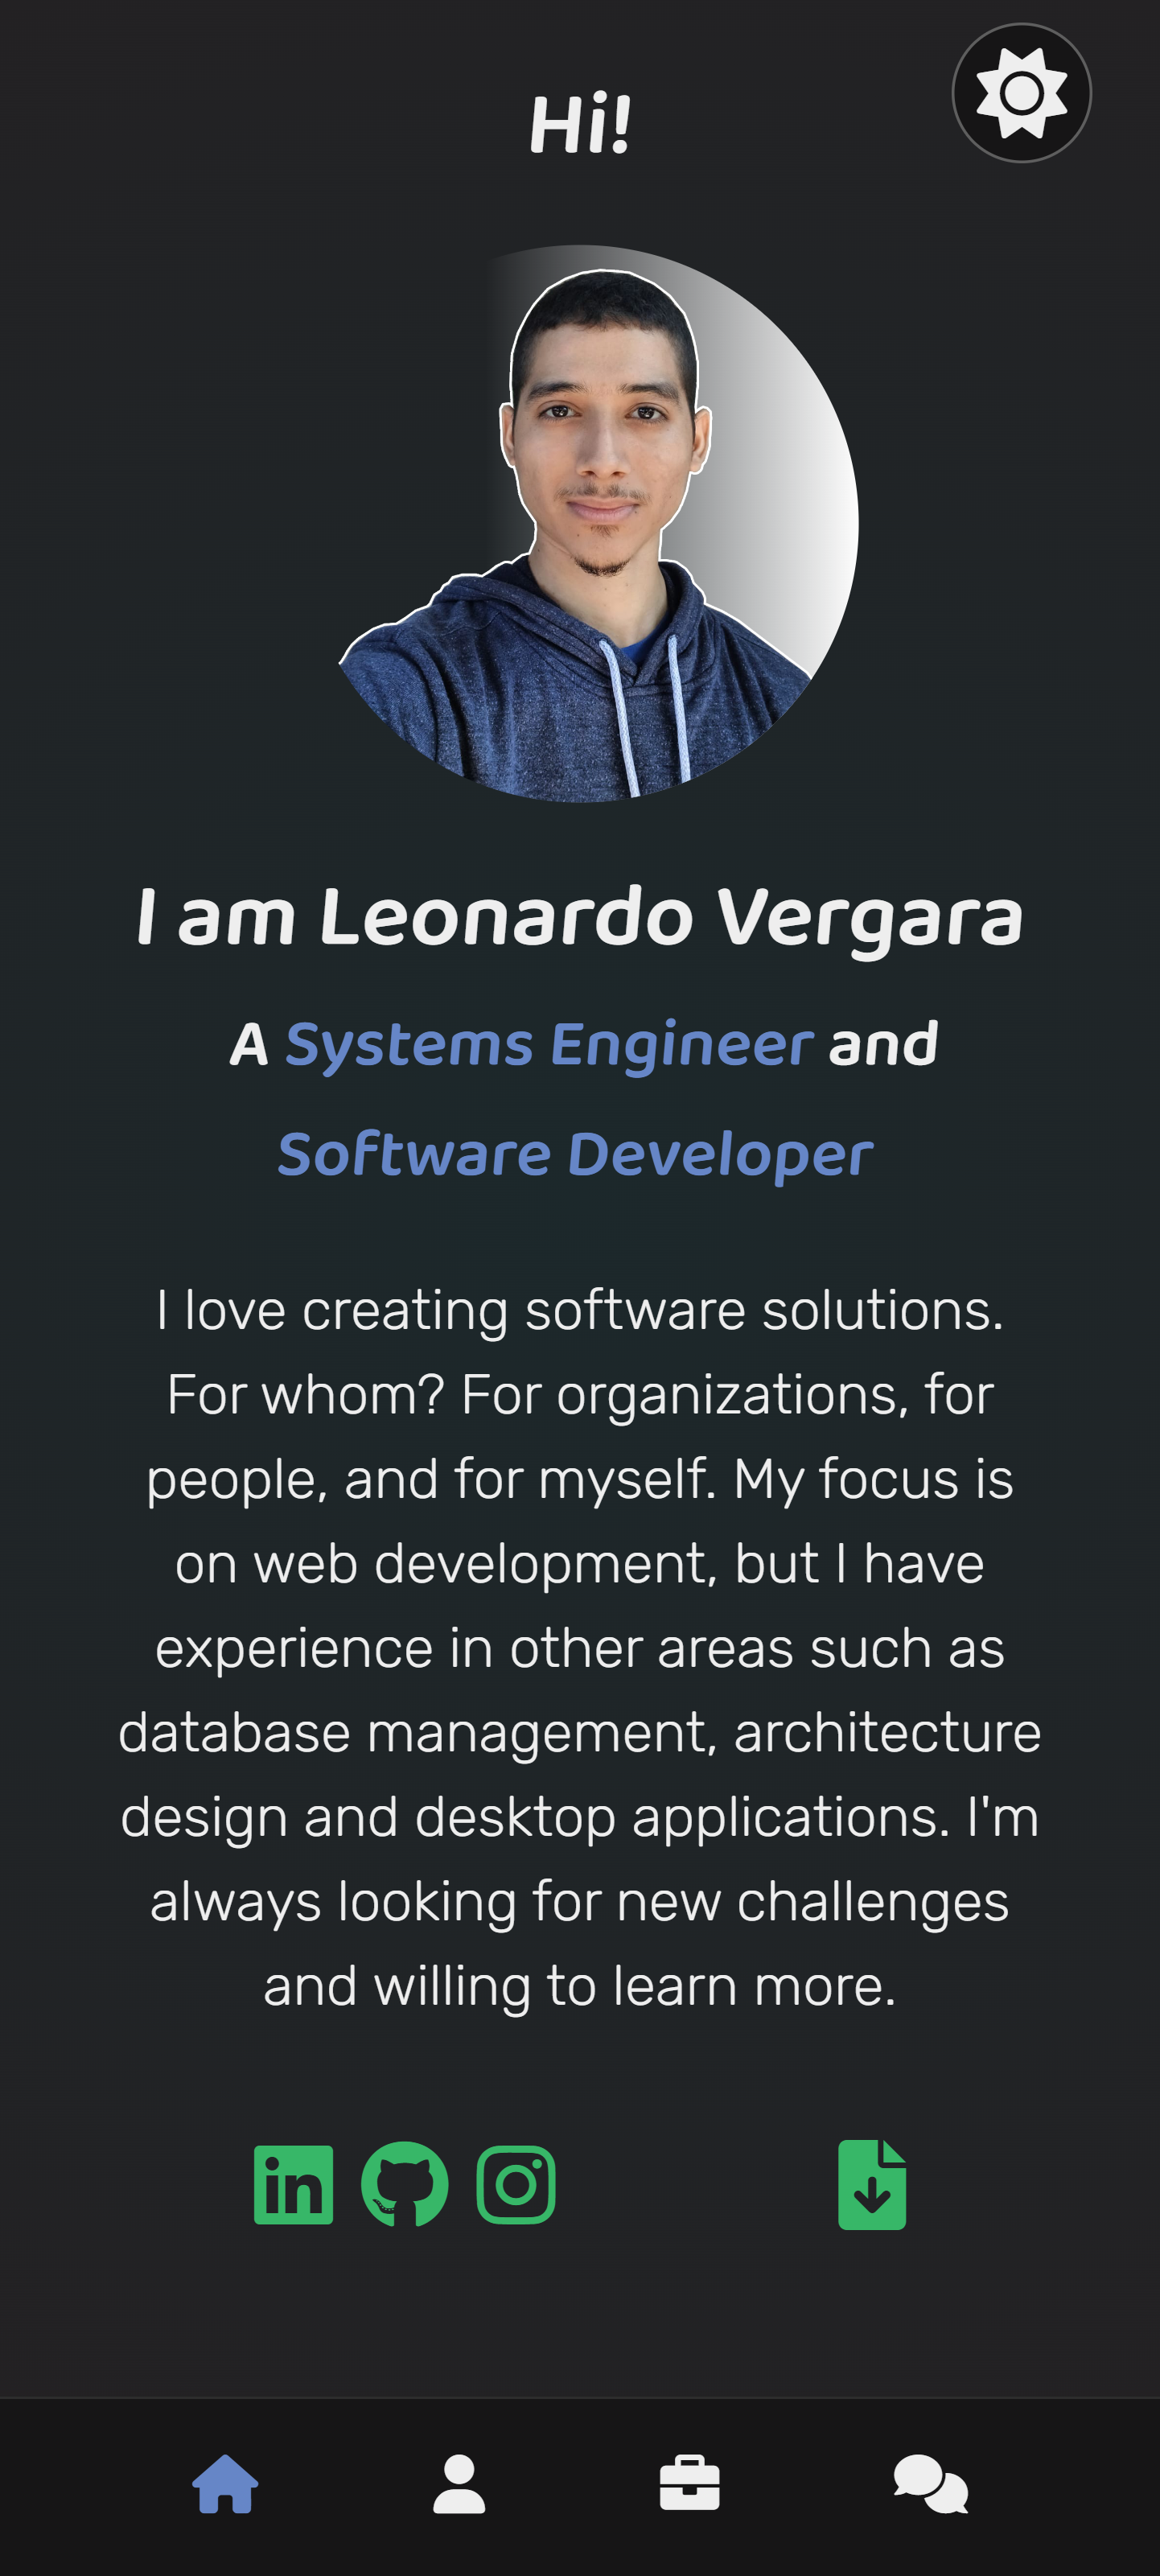 Hi!
I am Leonardo Vergara
A Systems Engineer and
Software Developer
I love creating software solutions.
For whom? For organizations, for
people, and for myself. My focus is
on web development, but I have
experience in other areas such as
database management, architecture
design and desktop applications. I'm
always looking for new challenges
and willing to learn more.
in